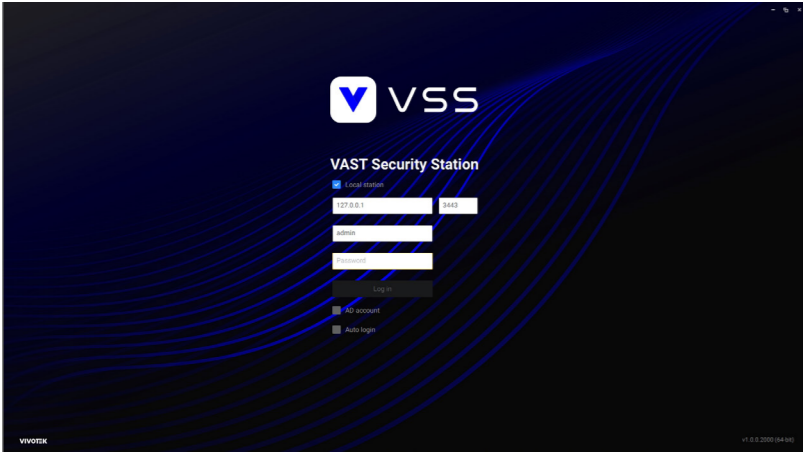 VSS
VAST Security Station
Local station
127.0.0.1 3443
admin
Password
Log in
AD account
Auto login
VIVOTEK v1.0.0.2000 (64 bit)